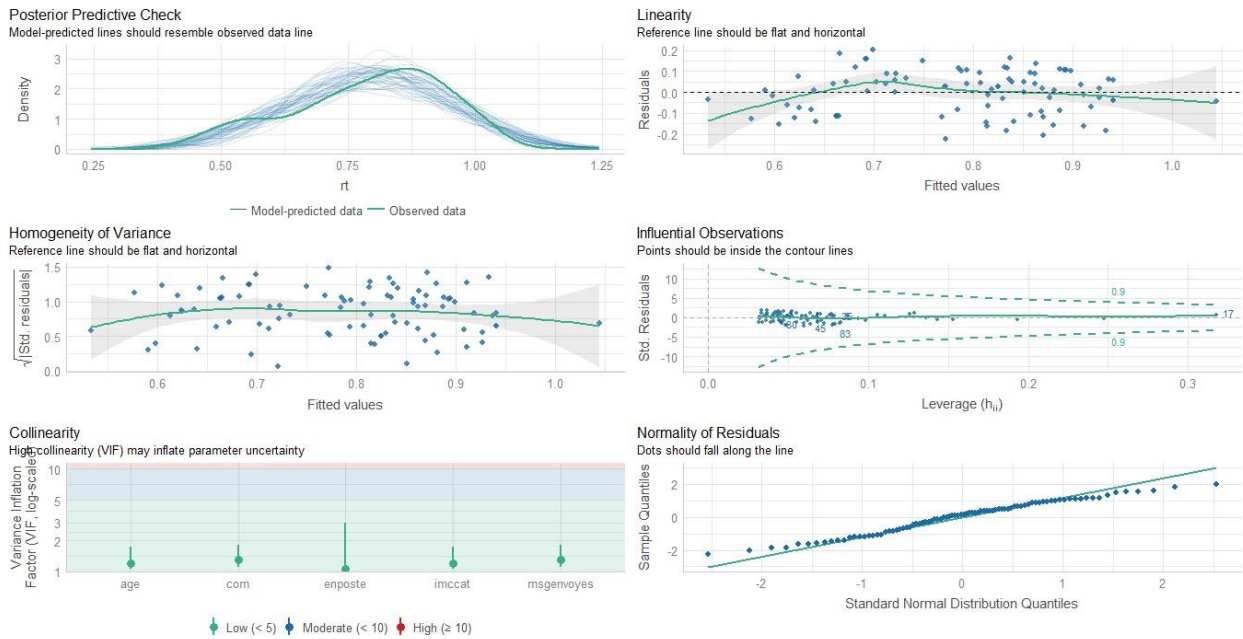 Posterior Predictive Check
Model-predicted lines should resemble observed data line
Density
3
2
1
0
0.25 0.50 0.75 1.00 1.25
rt
Model-predicted data Observed data
Linearity
Reference line should be flat and horizontal
Residuals
0.2
0.1
0.0
-0.1
-0.2
0.6 0.7 0.8 0.9 1.0
Fitted values
Homogeneity of Variance
Reference line should be flat and horizontal
√|Std. residuals|
1.5
1.0
0.5
0.0
0.6 0.7 0.8 0.9 1.0
Fitted values
Influential Observations
Points should be inside the contour lines
Std. Residuals
10
5
0
-5
-10
0.9
17
45
83
0.9
0.0 0.1 0.2 0.3
Leverage (hii)
Collinearity
High collinearity (VIF) may inflate parameter uncertainty
Variance Inflation
Factor (VIF, log-scaled)
10
5
3
2
1
age com enposte imccat msgenvoyes
Low (< 5) Moderate (< 10) High (≥ 10)
Normality of Residuals
Dots should fall along the line
Sample Quantiles
2
0
-2
-2 -1 0 1 2
Standard Normal Distribution Quantiles